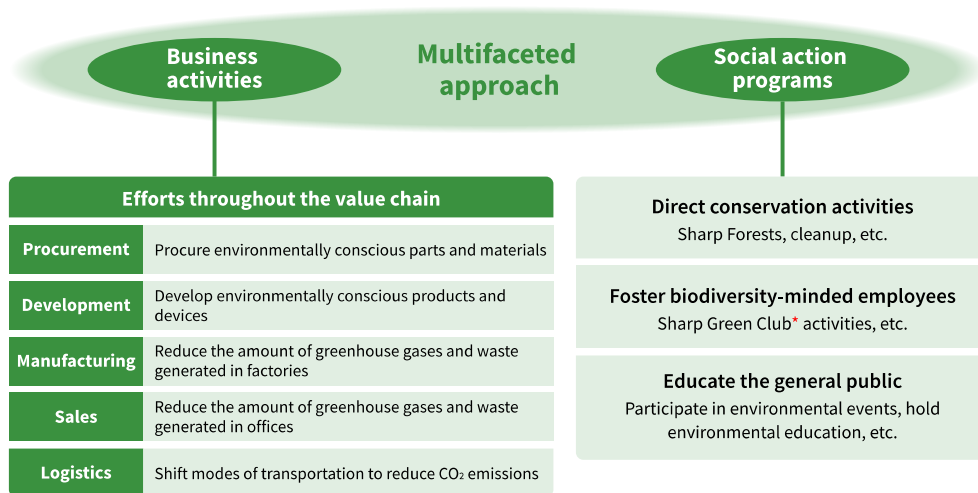 Business
activities
Multifaceted
approach
Social action
programs
Efforts throughout the value chain
Procurement
Procure environmentally conscious parts and materials
Development
Develop environmentally conscious products and
devices
Manufacturing
Reduce the amount of greenhouse gases and waste
generated in factories
Sales
Reduce the amount of greenhouse gases and waste
generated in offices
Logistics
Shift modes of transportation to reduce CO₂ emissions
Direct conservation activities
Sharp Forests, cleanup, etc.
Foster biodiversity-minded employees
Sharp Green Club* activities, etc.
Educate the general public
Participate in environmental events, hold
environmental education, etc.